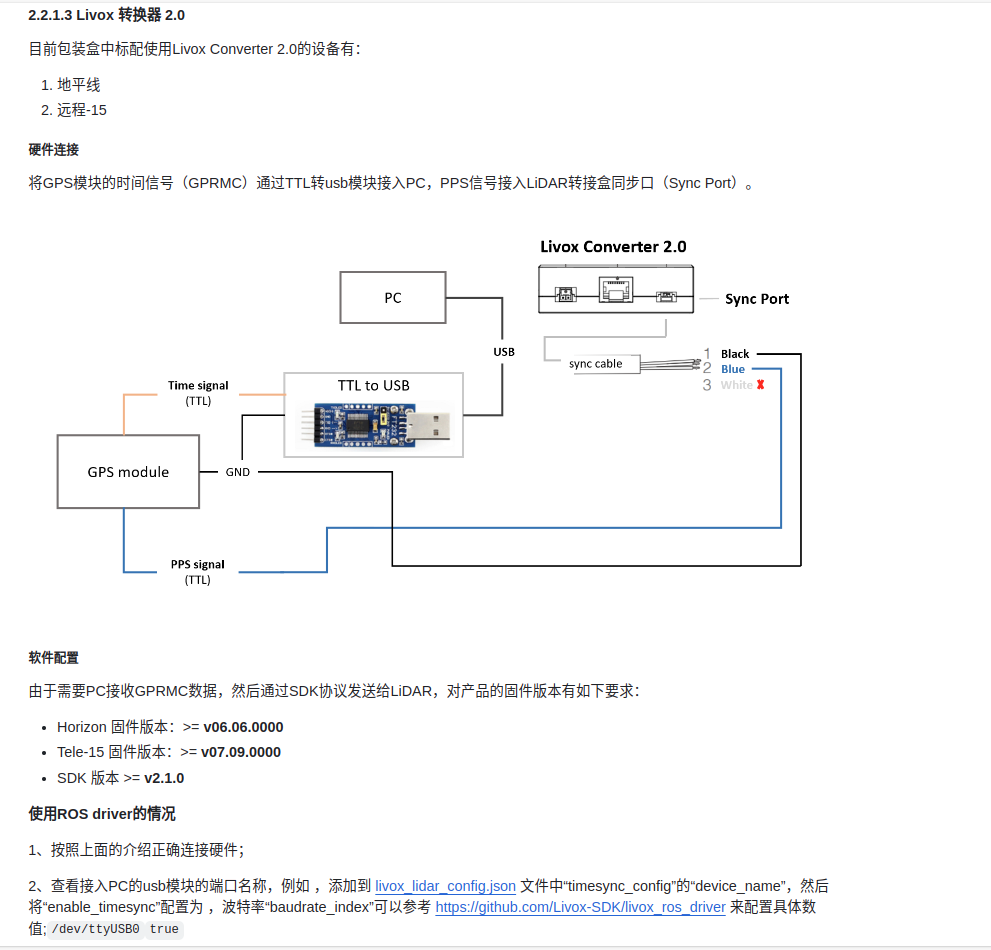 2.2.1.3 Livox 转换器 2.0
目前包装盒中标配使用Livox Converter 2.0的设备有：
1. 地平线
2. 远程-15
硬件连接
将GPS模块的时间信号（GPRMC）通过TTL转usb模块接入PC，PPS信号接入LiDAR转接盒同步口（Sync Port）。
Livox Converter 2.0
PC
Sync Port
USB
sync cable
1 Black
2 Blue
3 White
TTL to USB
Time signal
(TTL)
GPS module
GND
PPS signal
(TTL)
软件配置
由于需要PC接收GPRMC数据，然后通过SDK协议发送给LiDAR，对产品的固件版本有如下要求：
• Horizon 固件版本：>= v06.06.0000
• Tele-15 固件版本：>= v07.09.0000
• SDK 版本 >= v2.1.0
使用ROS driver的情况
1、按照上面的介绍正确连接硬件；
2、查看接入PC的usb模块的端口名称，例如 ，添加到 livox_lidar_config.json 文件中“timesync_config”的“device_name”，然后
将“enable_timesync”配置为 ，波特率“baudrate_index”可以参考 https://github.com/Livox-SDK/livox_ros_driver 来配置具体数
值; /dev/ttyUSB0 true